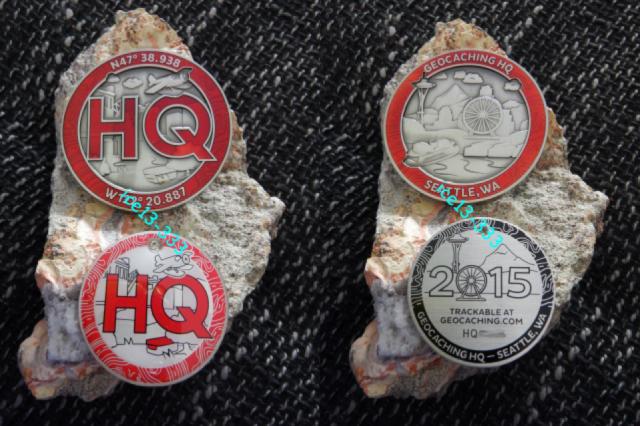 N47° 38.938
HQ
W 20.887
HQ
GEOCACHING HQ
SEATTLE, WA
2015
TRACKABLE AT
GEOCACHING.COM
HQ
GEOCACHING HQ — SEATTLE, WA